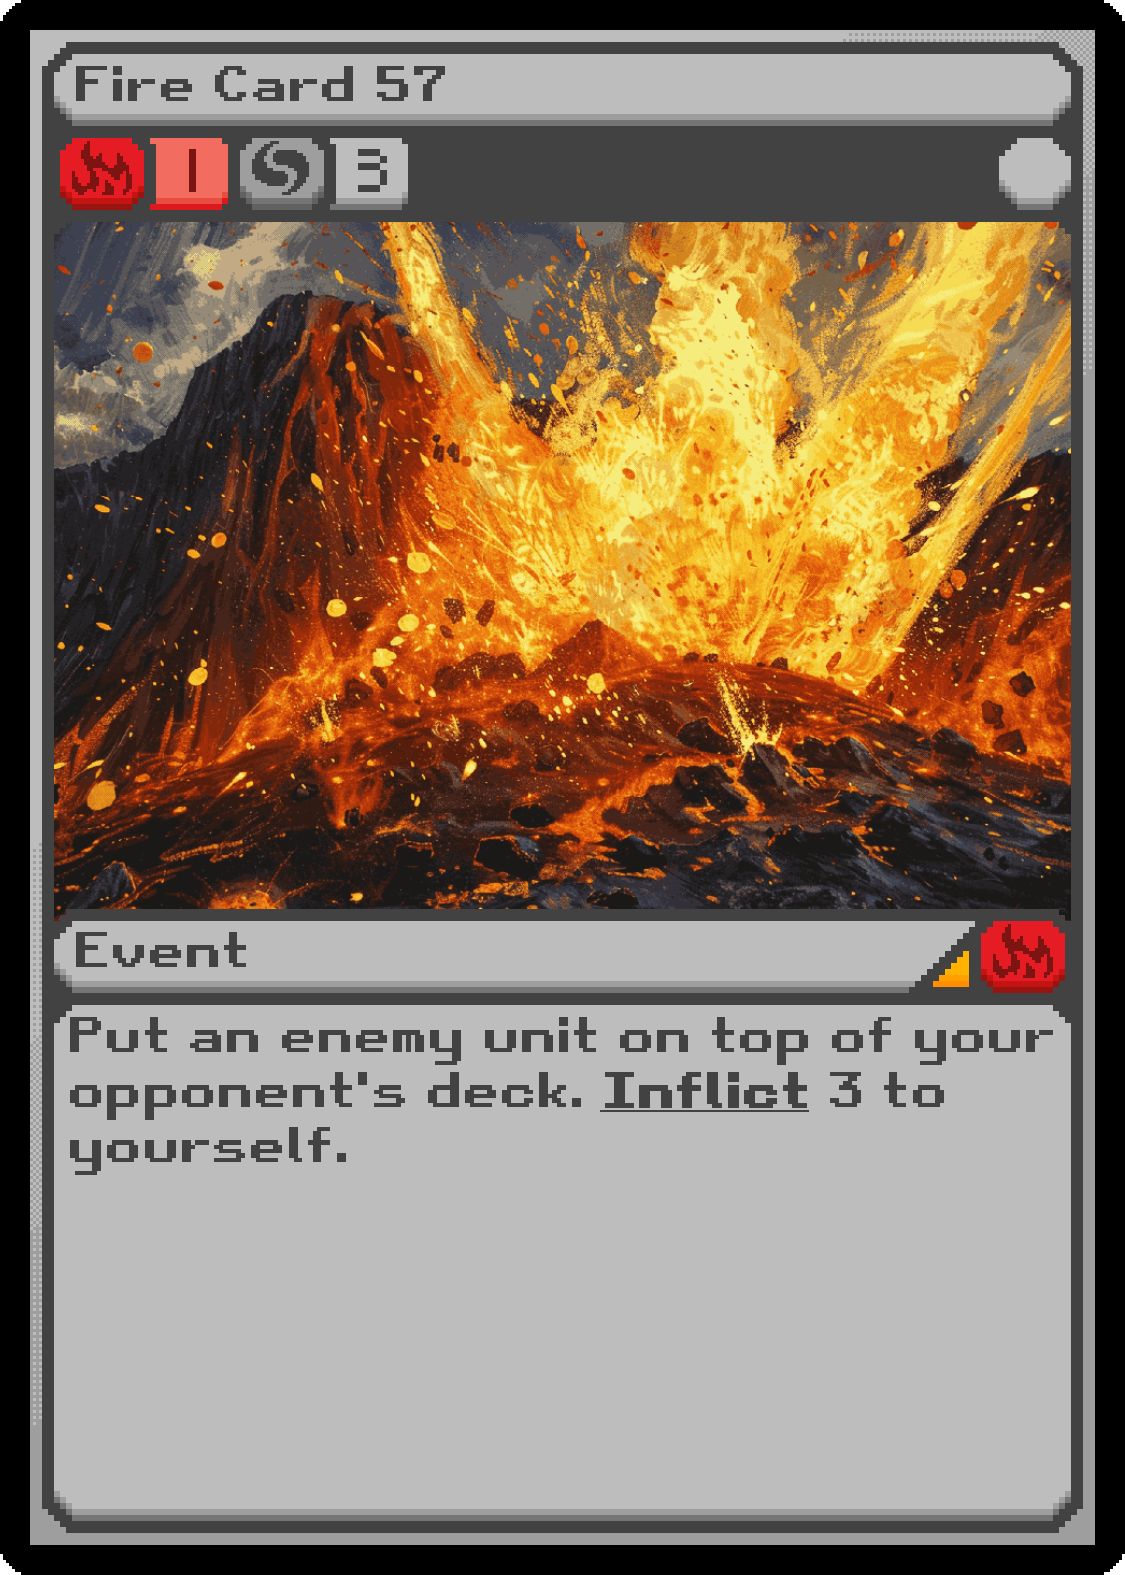 Fire Card 57
1 3
Event
Put an enemy unit on top of your
opponent's deck. Inflict 3 to
yourself.